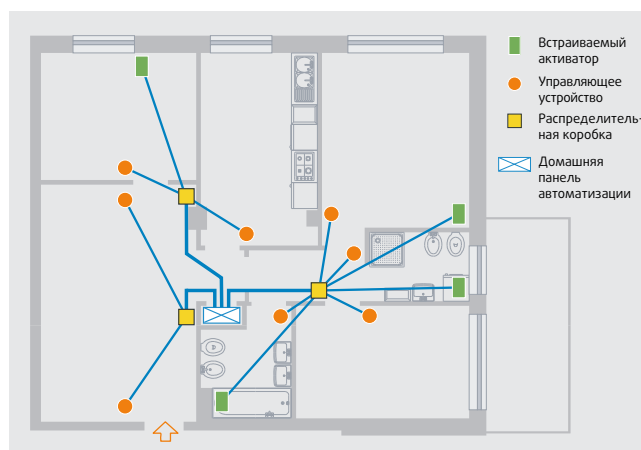 Встраиваемый
активатор
Управляющее
устройство
Распределитель-
ная коробка
Домашняя
панель
автоматизации